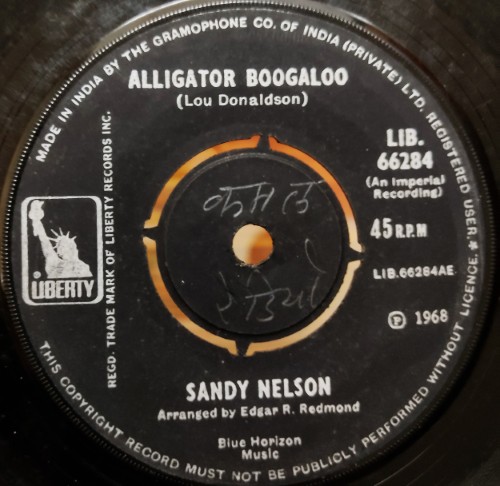 MADE IN INDIA BY THE GRAMOPHONE CO. OF INDIA (PRIVATE) LTD. REGISTERED USER. *
ALLIGATOR BOOGALOO
(Lou Donaldson)
LIB.
66284
(An Imperial
Recording)
45 R.P.M
LIB.66284AE
Ⓟ 1968
LIBERTY
REGD. TRADE MARK OF LIBERTY RECORDS INC.
कमल
रेडियो
SANDY NELSON
Arranged by Edgar R. Redmond
Blue Horizon
Music
THIS COPYRIGHT RECORD MUST NOT BE PUBLICLY PERFORMED WITHOUT LICENCE.